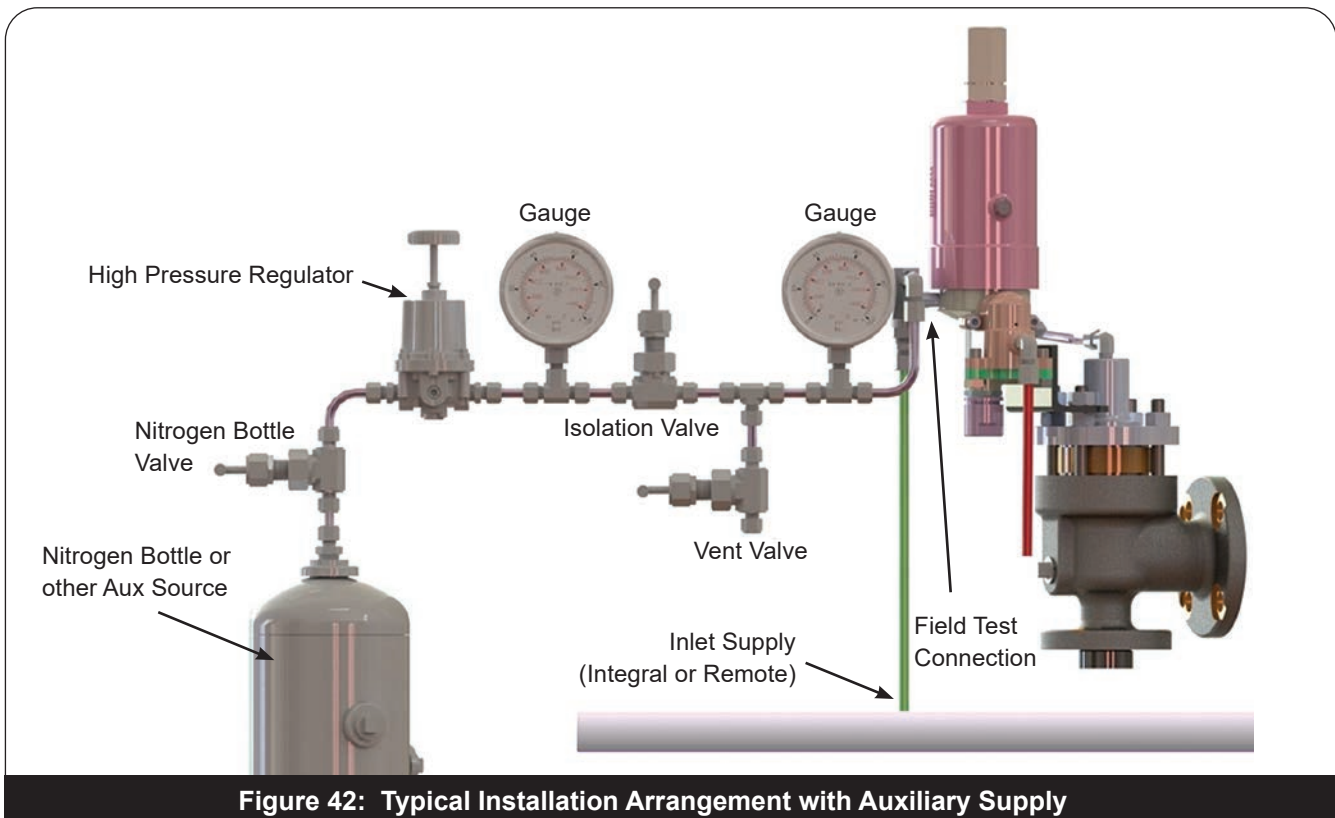 Gauge
Gauge
High Pressure Regulator
Isolation Valve
Nitrogen Bottle
Valve
Vent Valve
Nitrogen Bottle or
other Aux Source
Inlet Supply
(Integral or Remote)
Field Test
Connection
Figure 42: Typical Installation Arrangement with Auxiliary Supply